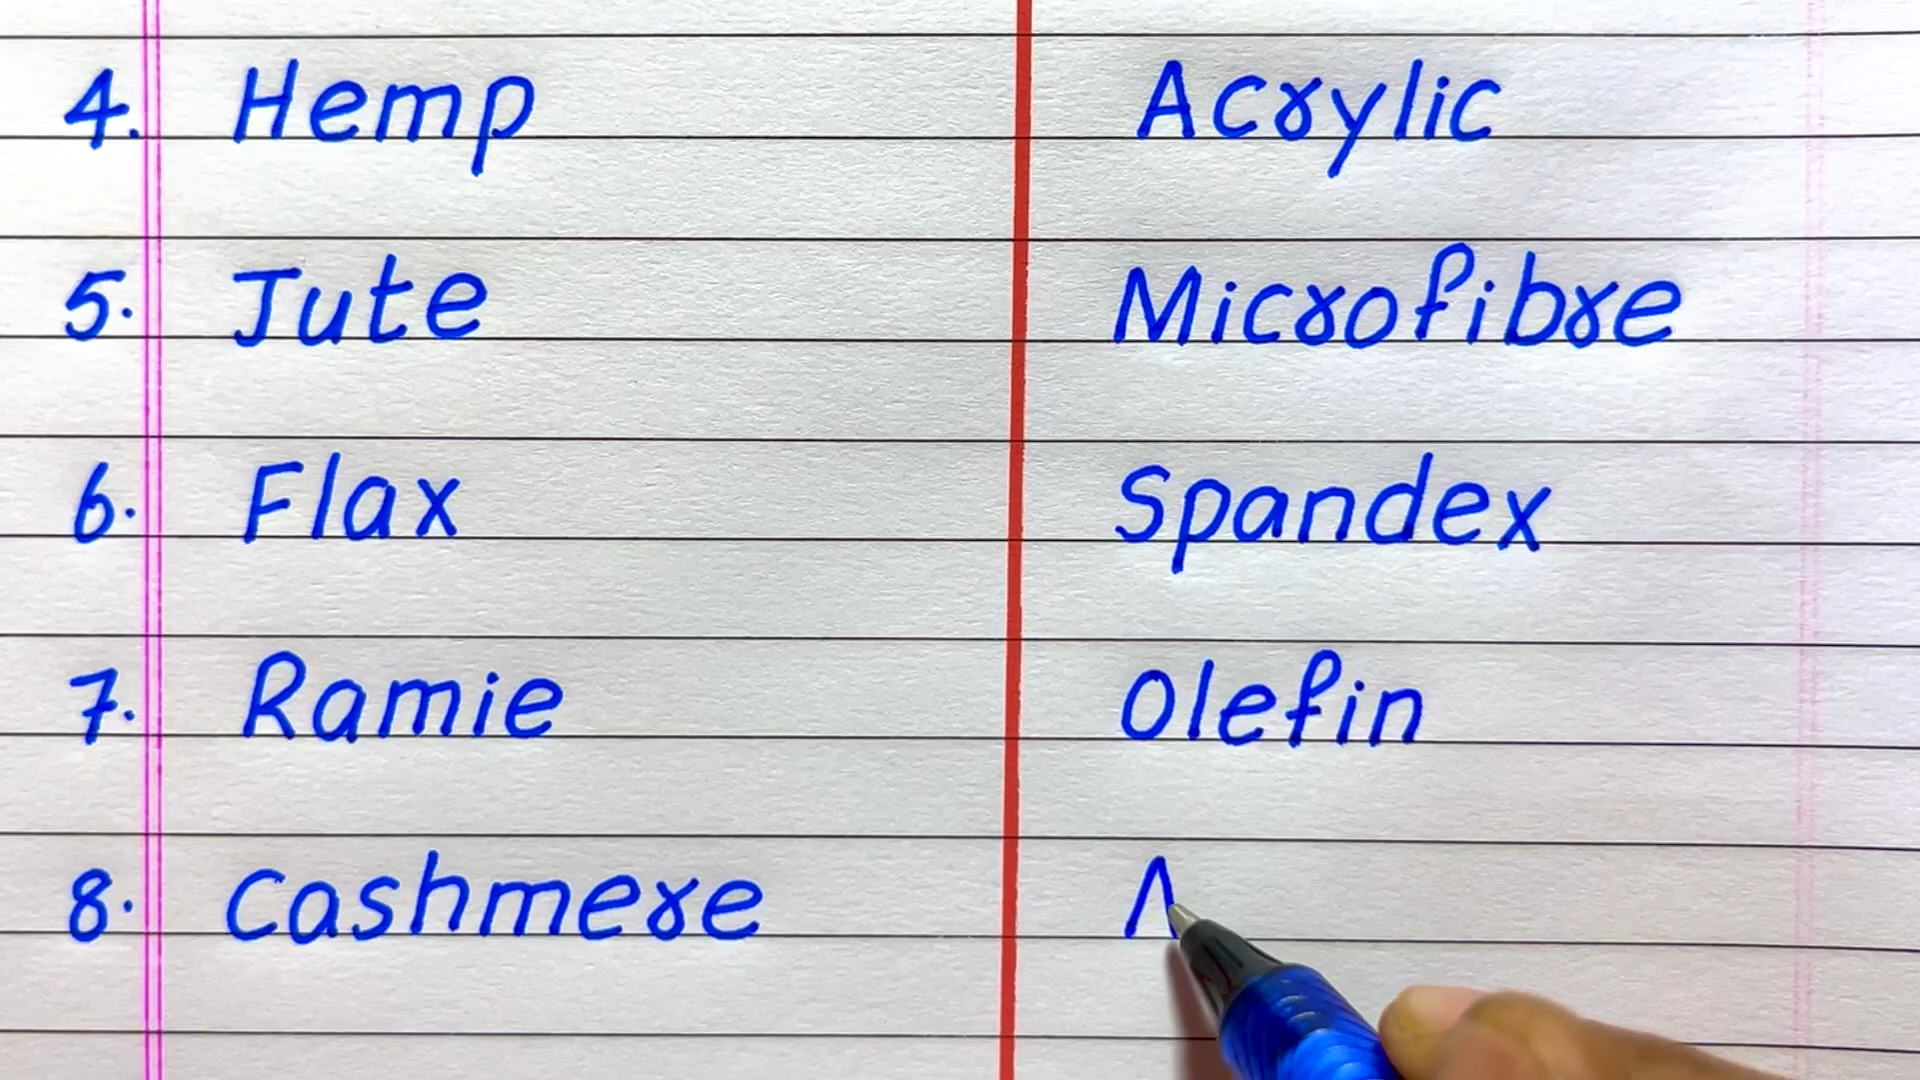 4. Hemp Acrylic
5. Jute Microfibre
6. Flax Spandex
7. Ramie Olefin
8. Cashmere